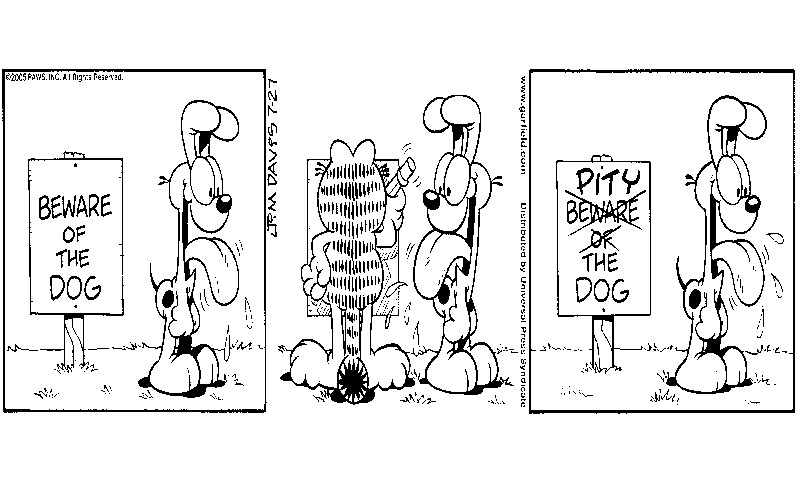 ©2005 PAWS, INC. All Rights Reserved.
BEWARE
OF
THE
DOG
JIM DAVIS 7-27
www.garfield.com Distributed by Universal Press Syndicate
PITY
BEWARE
OF
THE
DOG